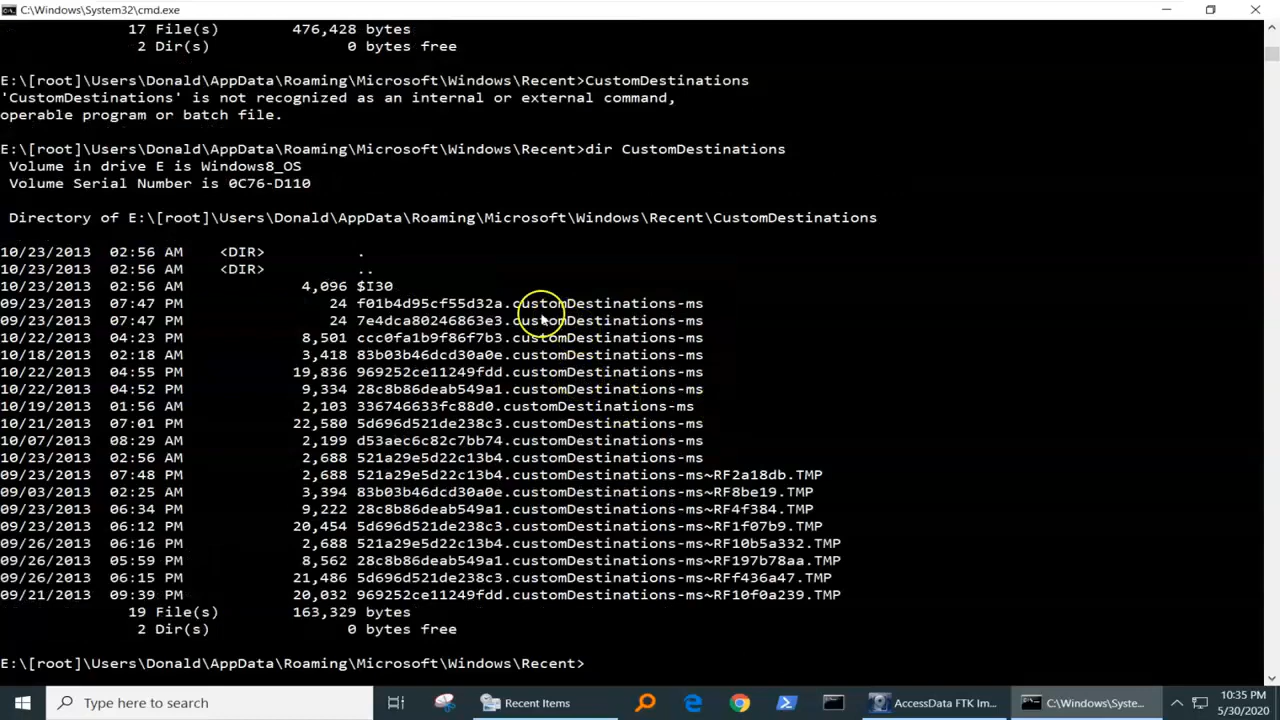 C:\Windows\System32\cmd.exe
17 File(s) 476,428 bytes
2 Dir(s) 0 bytes free
E:\[root]\Users\Donald\AppData\Roaming\Microsoft\Windows\Recent>CustomDestinations
'CustomDestinations' is not recognized as an internal or external command,
operable program or batch file.
E:\[root]\Users\Donald\AppData\Roaming\Microsoft\Windows\Recent>dir CustomDestinations
Volume in drive E is Windows8_OS
Volume Serial Number is 0C76-D110
Directory of E:\[root]\Users\Donald\AppData\Roaming\Microsoft\Windows\Recent\CustomDestinations
10/23/2013 02:56 AM <DIR> .
10/23/2013 02:56 AM <DIR> ..
10/23/2013 02:56 AM 4,096 $I30
09/23/2013 07:47 PM 24 f01b4d95cf55d32a.customDestinations-ms
09/23/2013 07:47 PM 24 7e4dca80246863e3.customDestinations-ms
10/22/2013 04:23 PM 8,501 ccc0fa1b9f86f7b3.customDestinations-ms
10/18/2013 02:18 AM 3,418 83b03b46dcd30a0e.customDestinations-ms
10/22/2013 04:55 PM 19,836 969252ce11249fdd.customDestinations-ms
10/22/2013 04:52 PM 9,334 28c8b86deab549a1.customDestinations-ms
10/19/2013 01:56 AM 2,103 336746633fc88d0.customDestinations-ms
10/21/2013 07:01 PM 22,580 5d696d521de238c3.customDestinations-ms
10/07/2013 08:29 AM 2,199 d53aec6c82c7bb74.customDestinations-ms
10/23/2013 02:56 AM 2,688 521a29e5d22c13b4.customDestinations-ms
09/23/2013 07:48 PM 2,688 521a29e5d22c13b4.customDestinations-ms~RF2a18db.TMP
09/03/2013 02:25 AM 3,394 83b03b46dcd30a0e.customDestinations-ms~RF8be19.TMP
09/23/2013 06:34 PM 9,222 28c8b86deab549a1.customDestinations-ms~RF4f384.TMP
09/23/2013 06:12 PM 20,454 5d696d521de238c3.customDestinations-ms~RF1f07b9.TMP
09/26/2013 06:16 PM 2,688 521a29e5d22c13b4.customDestinations-ms~RF10b5a332.TMP
09/26/2013 05:59 PM 8,562 28c8b86deab549a1.customDestinations-ms~RF197b78aa.TMP
09/26/2013 06:15 PM 21,486 5d696d521de238c3.customDestinations-ms~RFf436a47.TMP
09/21/2013 09:39 PM 20,032 969252ce11249fdd.customDestinations-ms~RF10f0a239.TMP
19 File(s) 163,329 bytes
2 Dir(s) 0 bytes free
E:\[root]\Users\Donald\AppData\Roaming\Microsoft\Windows\Recent>
Type here to search
Recent Items
AccessData FTK Im...
C:\Windows\Syste...
10:35 PM
5/30/2020